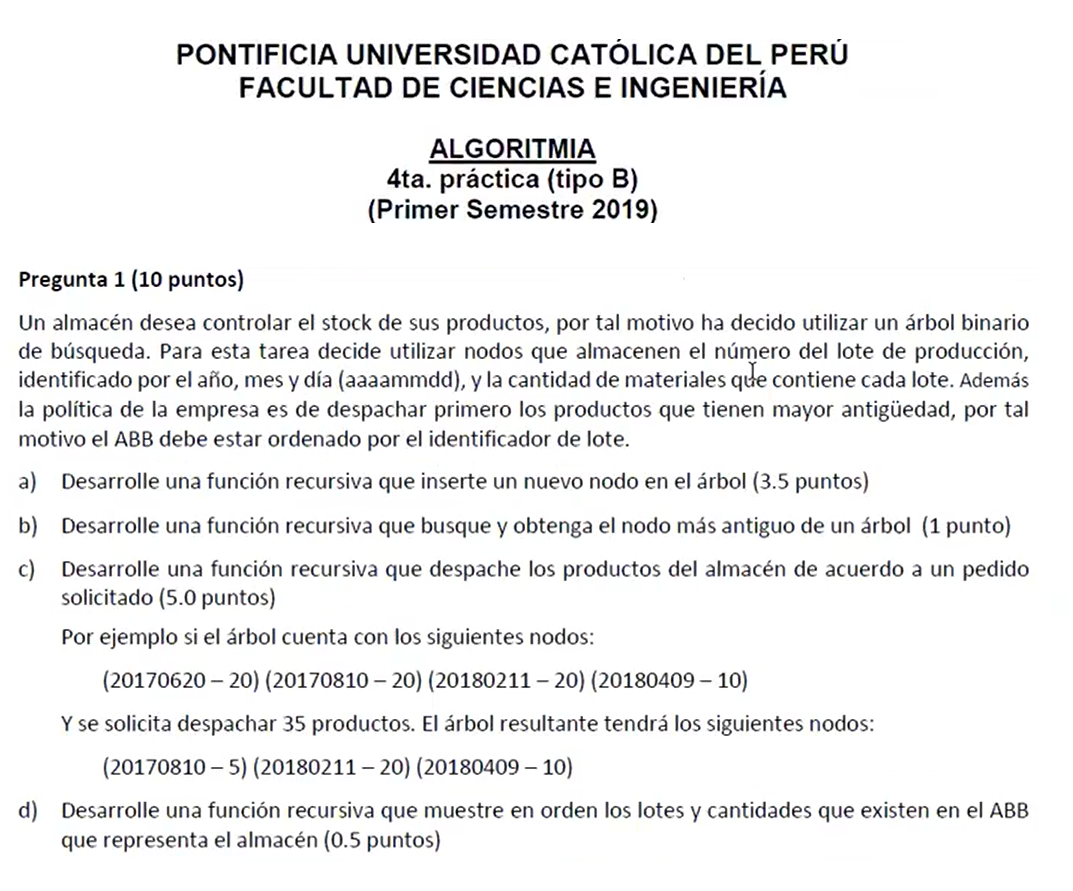 PONTIFICIA UNIVERSIDAD CATÓLICA DEL PERÚ
FACULTAD DE CIENCIAS E INGENIERÍA
ALGORITMIA
4ta. práctica (tipo B)
(Primer Semestre 2019)
Pregunta 1 (10 puntos)
Un almacén desea controlar el stock de sus productos, por tal motivo ha decido utilizar un árbol binario
de búsqueda. Para esta tarea decide utilizar nodos que almacenen el número del lote de producción,
identificado por el año, mes y día (aaaammdd), y la cantidad de materiales que contiene cada lote. Además
la política de la empresa es de despachar primero los productos que tienen mayor antigüedad, por tal
motivo el ABB debe estar ordenado por el identificador de lote.
a) Desarrolle una función recursiva que inserte un nuevo nodo en el árbol (3.5 puntos)
b) Desarrolle una función recursiva que busque y obtenga el nodo más antiguo de un árbol (1 punto)
c) Desarrolle una función recursiva que despache los productos del almacén de acuerdo a un pedido
solicitado (5.0 puntos)
Por ejemplo si el árbol cuenta con los siguientes nodos:
(20170620 – 20) (20170810 – 20) (20180211 – 20) (20180409 – 10)
Y se solicita despachar 35 productos. El árbol resultante tendrá los siguientes nodos:
(20170810 – 5) (20180211 – 20) (20180409 – 10)
d) Desarrolle una función recursiva que muestre en orden los lotes y cantidades que existen en el ABB
que representa el almacén (0.5 puntos)